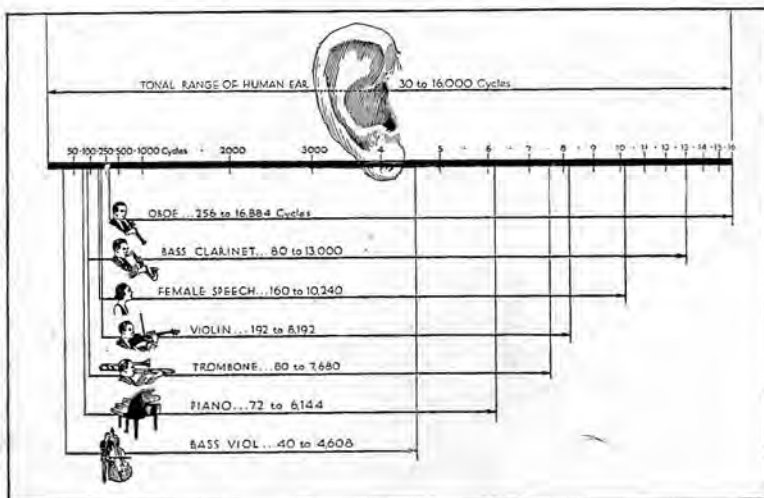 TONAL RANGE OF HUMAN EAR 30 to 16,000 Cycles
50 · 100 · 250 · 500 · 1000 Cycles 2000 3000 4 5 6 7 8 9 10 · 11 · 12 · 13 · 14 · 15 · 16
OBOE...256 to 16,884 Cycles
BASS CLARINET... 80 to 13,000
FEMALE SPEECH...160 to 10,240
VIOLIN ...192 to 8,192
TROMBONE...80 to 7,680
PIANO...72 to 6,144
BASS VIOL ...40 to 4,608